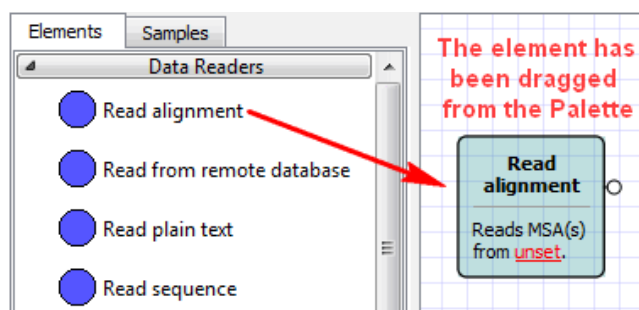 Elements
Samples
Data Readers
Read alignment
Read from remote database
Read plain text
Read sequence
The element has
been dragged
from the Palette
Read
alignment
Reads MSA(s)
from unset.